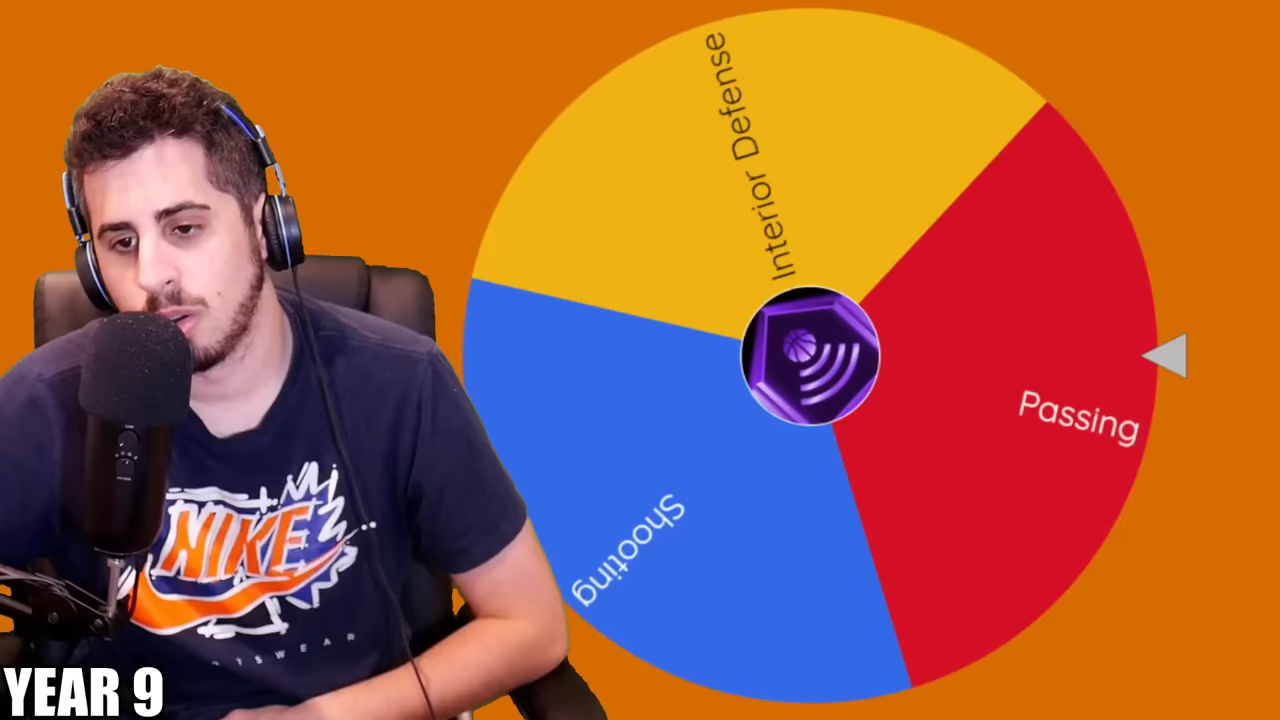 Interior Defense
Passing
Shooting
NIKE
YEAR 9